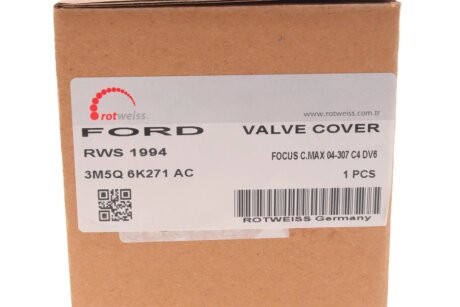 rotweiss
www.rotweiss.com.tr
FORD VALVE COVER
RWS 1994 FOCUS C.MAX 04-307 C4 DV6
3M5Q 6K271 AC 1 PCS
ROTWEISS Germany